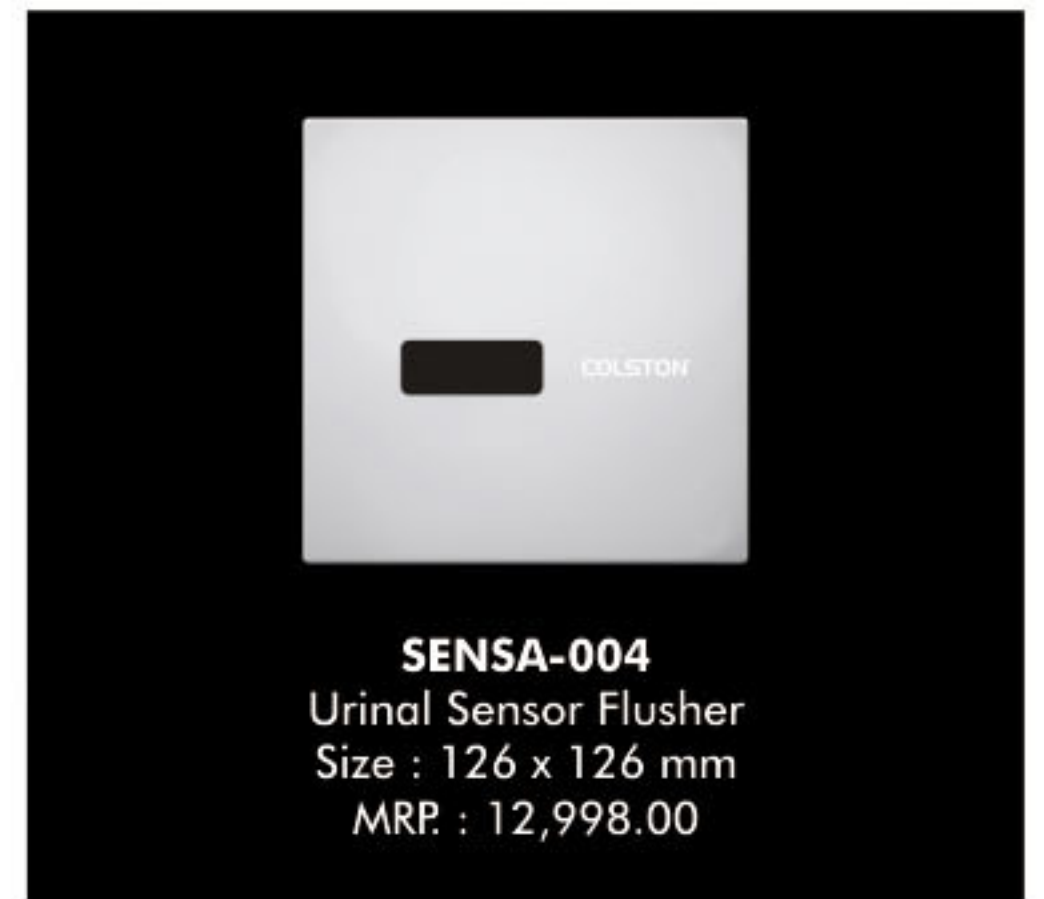 COLSTON
SENSA-004
Urinal Sensor Flusher
Size : 126 x 126 mm
MRP. : 12,998.00